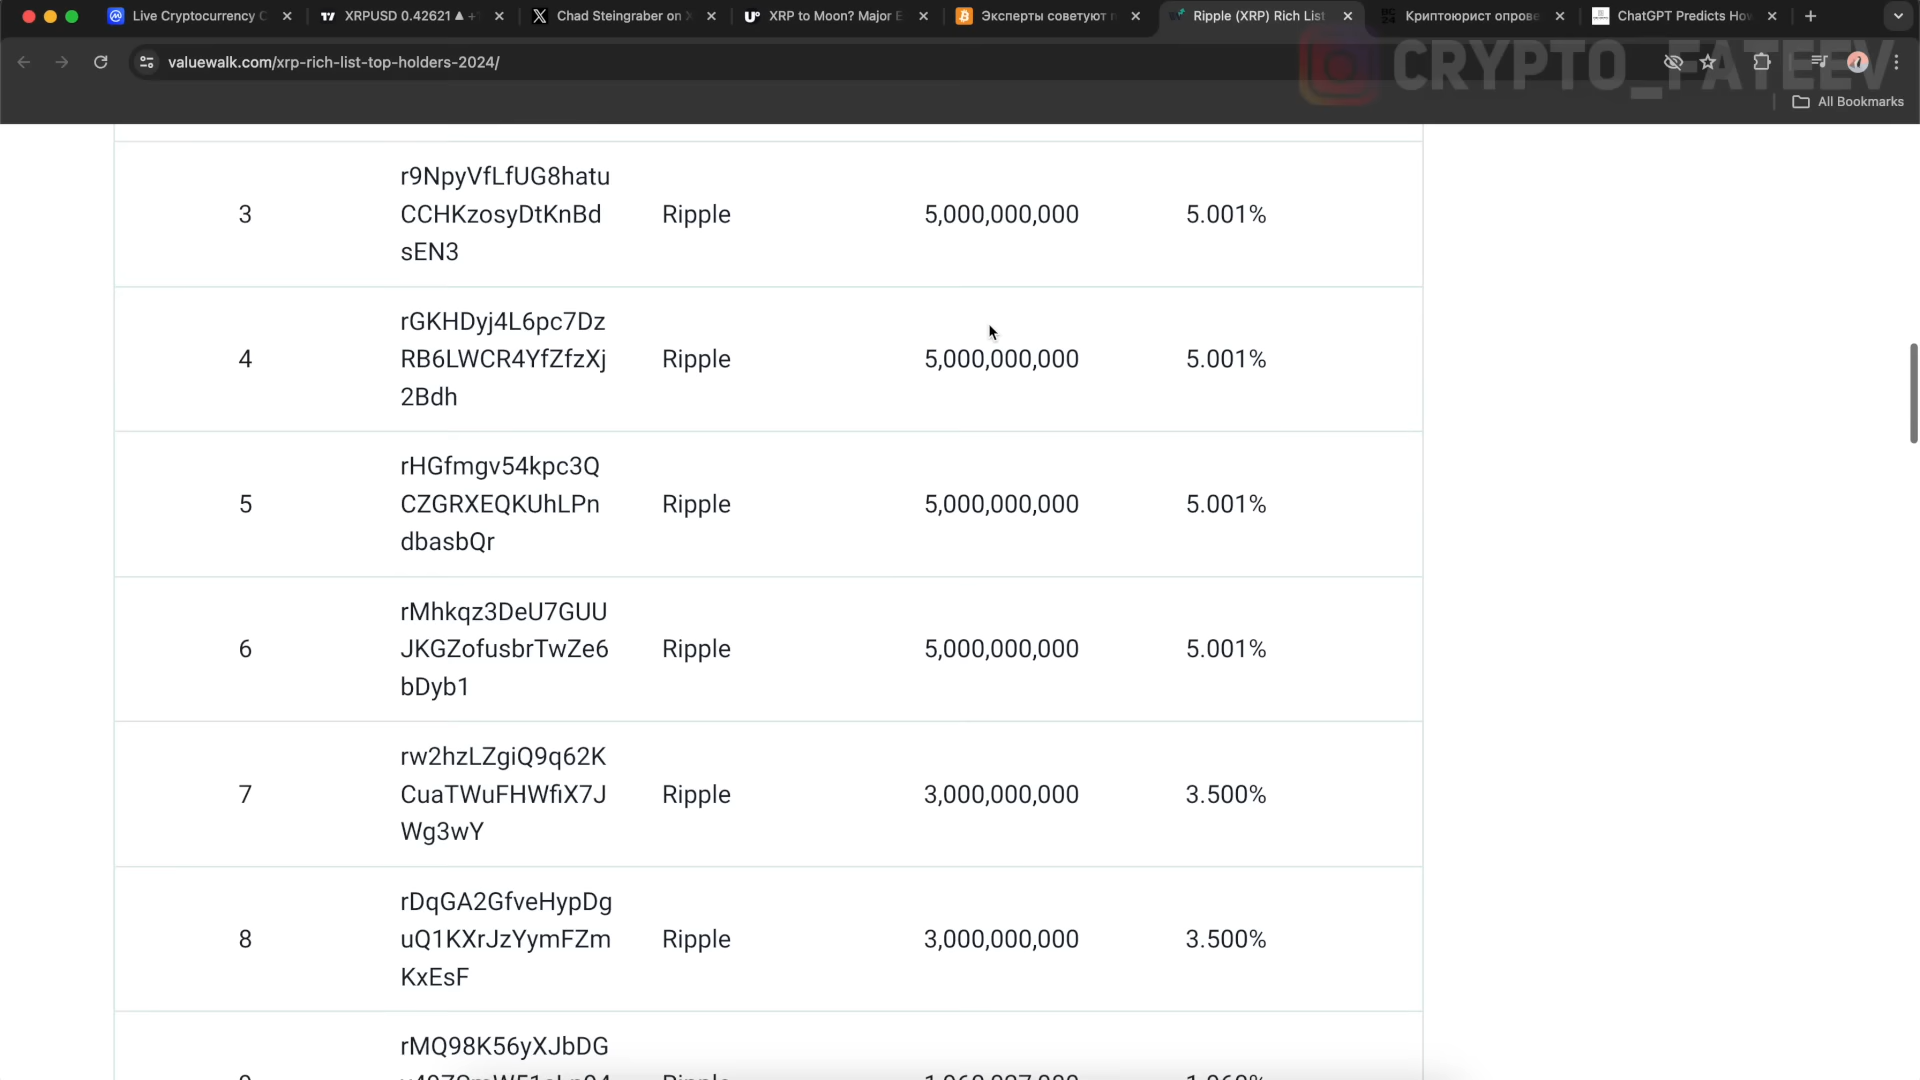 Live Cryptocurrency C
XRPUSD 0.42621 ▲ +
Chad Steingraber on X
XRP to Moon? Major E
Эксперты советуют п
Ripple (XRP) Rich List
Криптоюрист опрове
ChatGPT Predicts How
valuewalk.com/xrp-rich-list-top-holders-2024/
CRYPTO_FATEEV
All Bookmarks
3
r9NpyVfLfUG8hatu
CCHKzosyDtKnBd
sEN3
Ripple
5,000,000,000
5.001%
4
rGKHDyj4L6pc7Dz
RB6LWCR4YfZfzXj
2Bdh
Ripple
5,000,000,000
5.001%
5
rHGfmgv54kpc3Q
CZGRXEQKUhLPn
dbasbQr
Ripple
5,000,000,000
5.001%
6
rMhkqz3DeU7GUU
JKGZofusbrTwZe6
bDyb1
Ripple
5,000,000,000
5.001%
7
rw2hzLZgiQ9q62K
CuaTWuFHWfiX7J
Wg3wY
Ripple
3,000,000,000
3.500%
8
rDqGA2GfveHypDg
uQ1KXrJzYymFZm
KxEsF
Ripple
3,000,000,000
3.500%
rMQ98K56yXJbDG
Ripple